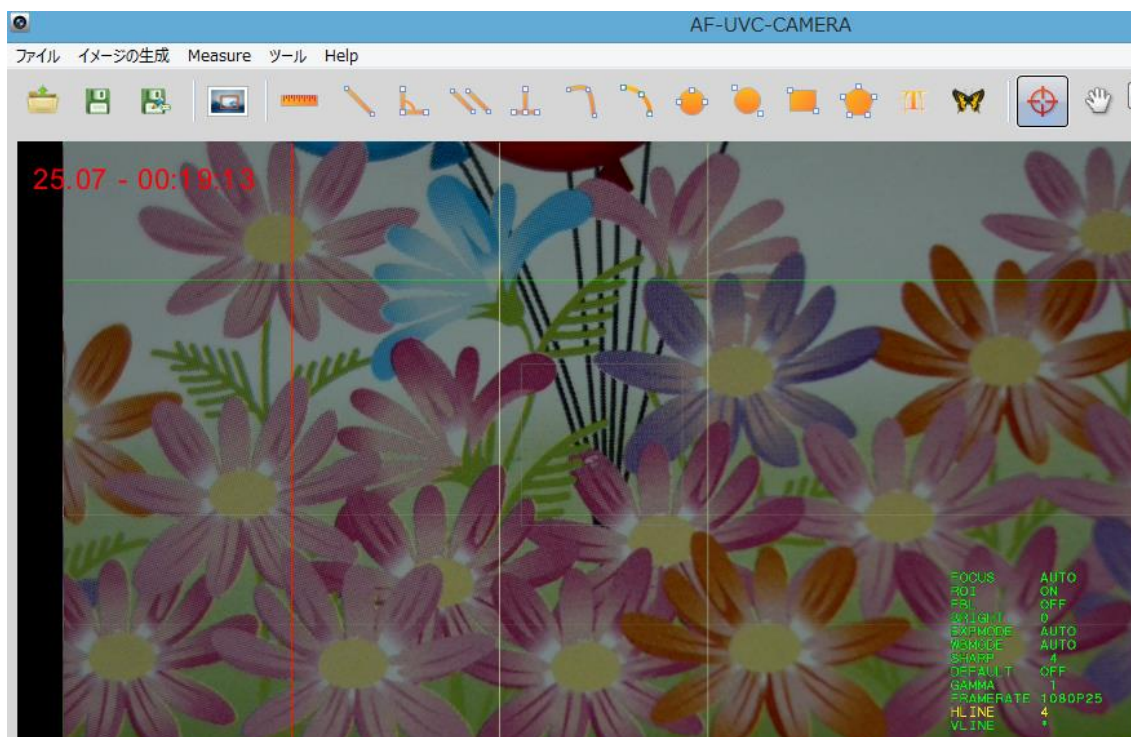 AF-UVC-CAMERA
ファイル イメージの生成 Measure ツール Help
25.07 - 00:19:13
FOCUS AUTO
ROI ON
FBL OFF
BRIGHT 0
EXPMODE AUTO
WBMODE AUTO
SHARP 4
DEFAULT OFF
GAMMA 1
FRAMERATE 1080P25
HLINE 4
VLINE *